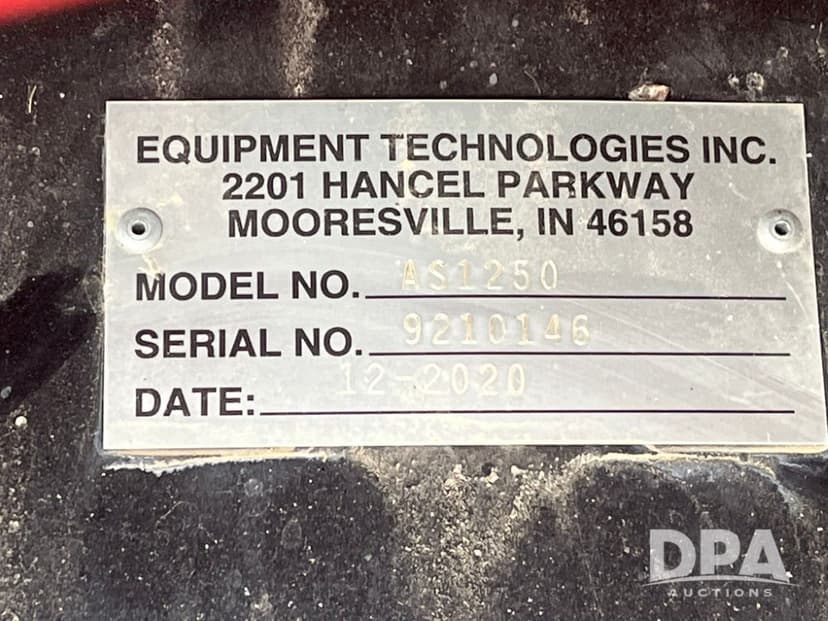 EQUIPMENT TECHNOLOGIES INC.
2201 HANCEL PARKWAY
MOORESVILLE, IN 46158
MODEL NO. AS1250
SERIAL NO. 9210146
DATE: 12-2020
DPA
AUCTIONS